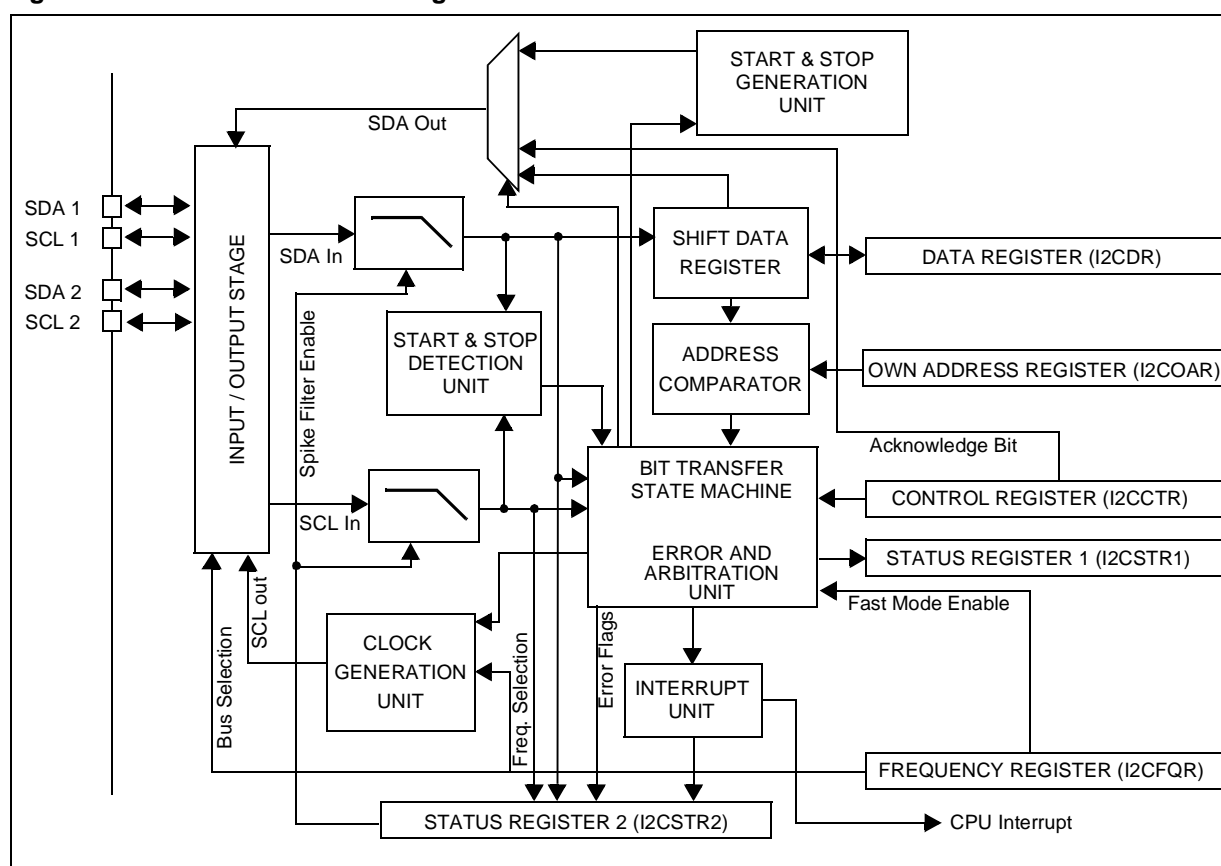 START & STOP
GENERATION
UNIT
SDA Out
SDA 1
SCL 1
SDA 2
SCL 2
INPUT / OUTPUT STAGE
SDA In
SHIFT DATA
REGISTER
DATA REGISTER (I2CDR)
Spike Filter Enable
START & STOP
DETECTION
UNIT
ADDRESS
COMPARATOR
OWN ADDRESS REGISTER (I2COAR)
Acknowledge Bit
SCL In
BIT TRANSFER
STATE MACHINE
ERROR AND
ARBITRATION
UNIT
CONTROL REGISTER (I2CCTR)
STATUS REGISTER 1 (I2CSTR1)
Fast Mode Enable
Bus Selection
SCL out
CLOCK
GENERATION
UNIT
Freq. Selection
Error Flags
INTERRUPT
UNIT
FREQUENCY REGISTER (I2CFQR)
STATUS REGISTER 2 (I2CSTR2)
CPU Interrupt